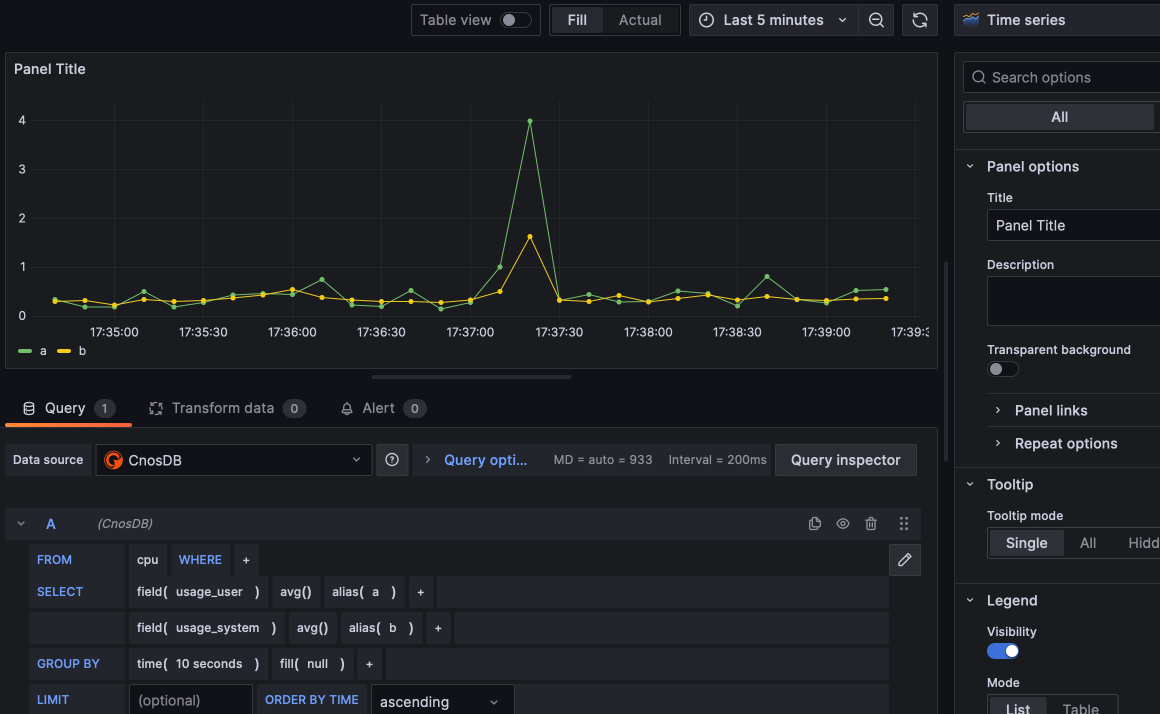 Table view
Fill Actual
Last 5 minutes
Time series
Panel Title
4
3
2
1
0
17:35:00 17:35:30 17:36:00 17:36:30 17:37:00 17:37:30 17:38:00 17:38:30 17:39:00 17:39:3
a b
Search options
All
Panel options
Title
Panel Title
Description
Transparent background
Panel links
Repeat options
Tooltip
Tooltip mode
Single All Hidd
Legend
Visibility
Mode
List Table
Query 1 Transform data 0 Alert 0
Data source CnosDB Query opti... MD = auto = 933 Interval = 200ms Query inspector
A (CnosDB)
FROM cpu WHERE +
SELECT field( usage_user ) avg() alias( a ) +
field( usage_system ) avg() alias( b ) +
GROUP BY time( 10 seconds ) fill( null ) +
LIMIT (optional) ORDER BY TIME ascending